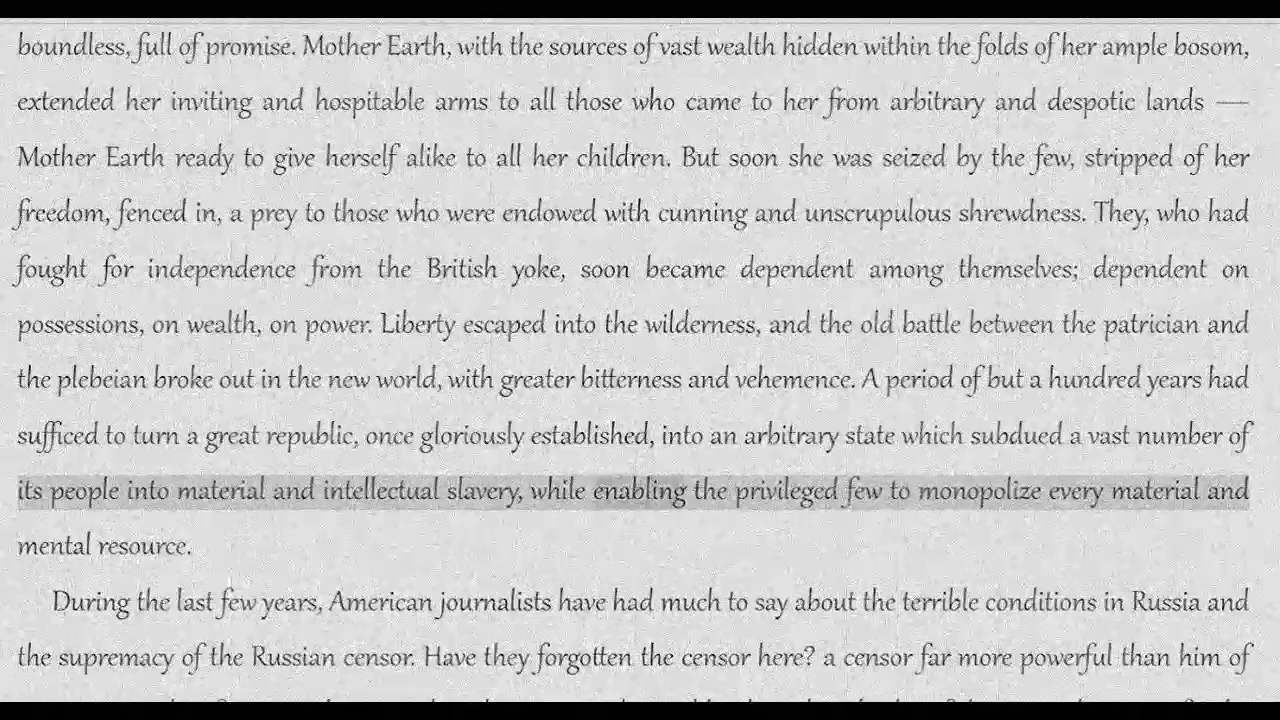 boundless, full of promise. Mother Earth, with the sources of vast wealth hidden within the folds of her ample bosom,
extended her inviting and hospitable arms to all those who came to her from arbitrary and despotic lands —
Mother Earth ready to give herself alike to all her children. But soon she was seized by the few, stripped of her
freedom, fenced in, a prey to those who were endowed with cunning and unscrupulous shrewdness. They, who had
fought for independence from the British yoke, soon became dependent among themselves; dependent on
possessions, on wealth, on power. Liberty escaped into the wilderness, and the old battle between the patrician and
the plebeian broke out in the new world, with greater bitterness and vehemence. A period of but a hundred years had
sufficed to turn a great republic, once gloriously established, into an arbitrary state which subdued a vast number of
its people into material and intellectual slavery, while enabling the privileged few to monopolize every material and
mental resource.
During the last few years, American journalists have had much to say about the terrible conditions in Russia and
the supremacy of the Russian censor. Have they forgotten the censor here? a censor far more powerful than him of